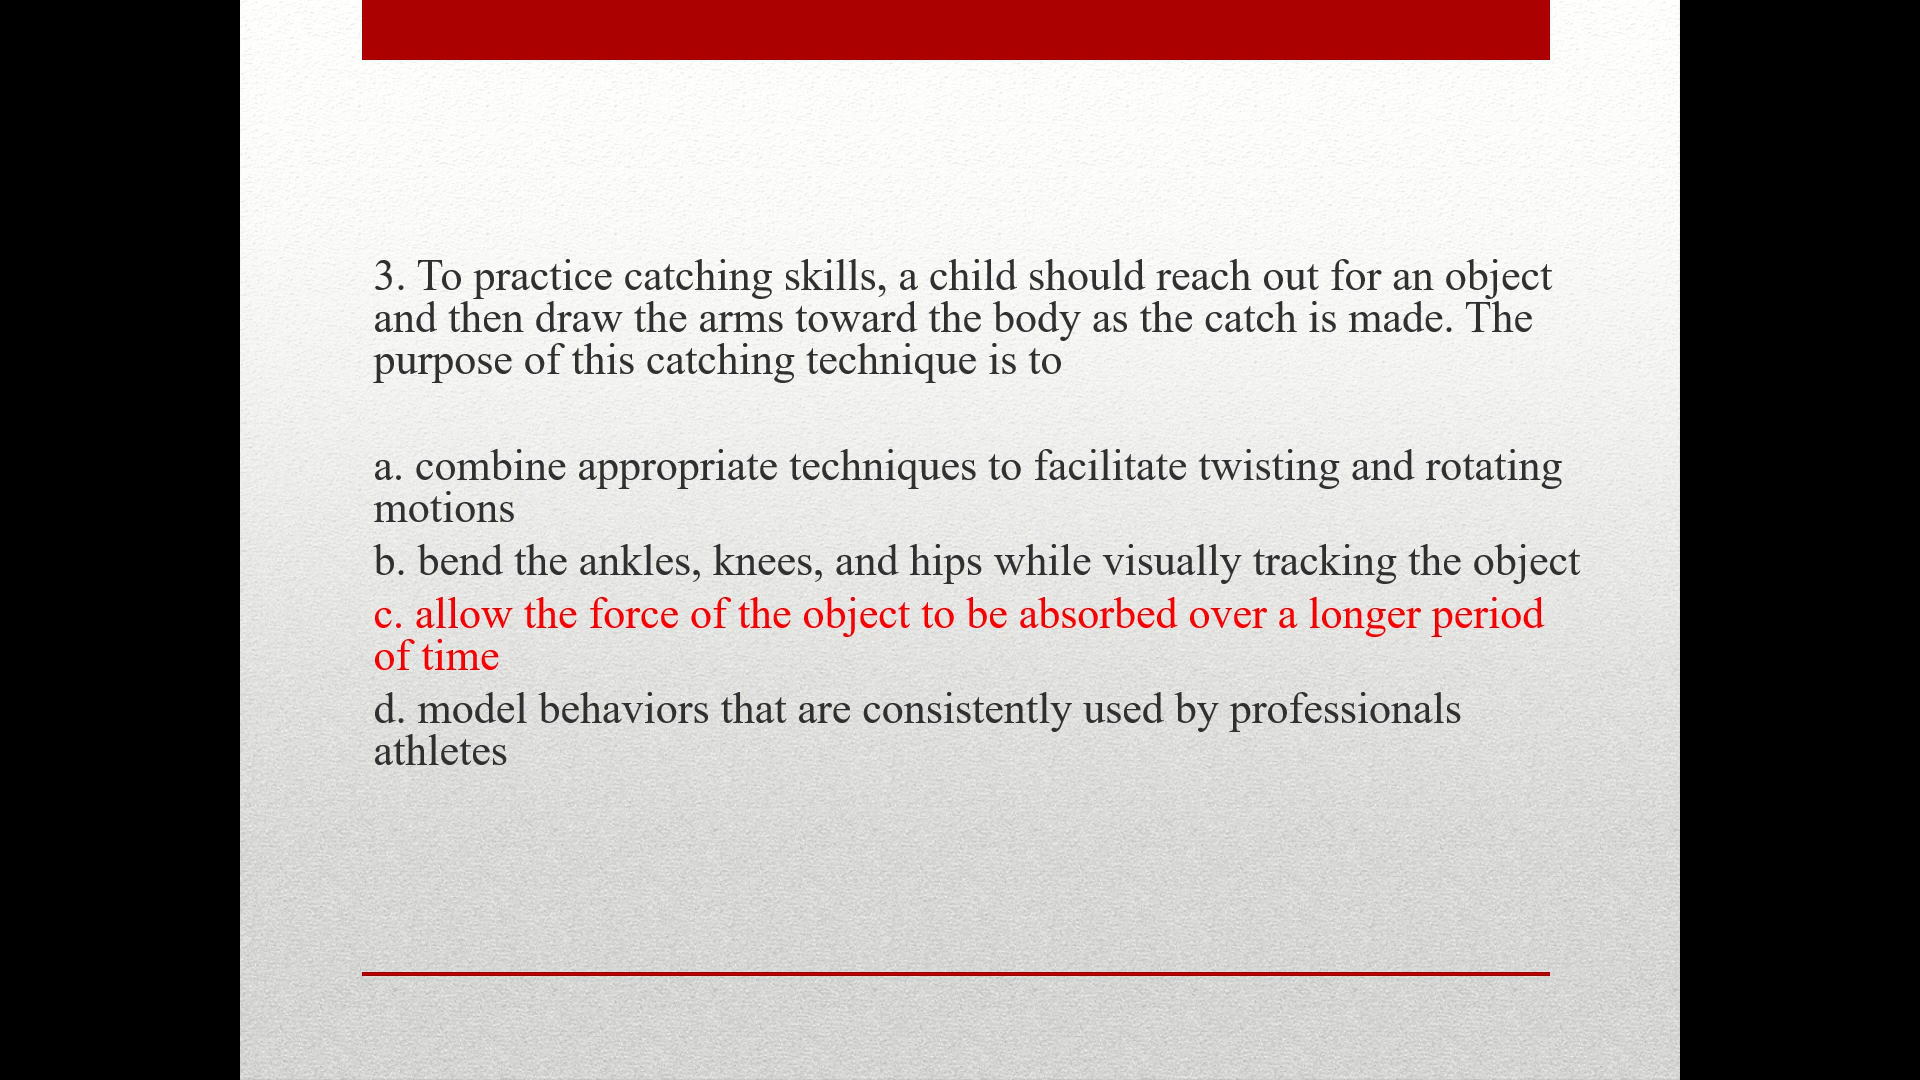 3. To practice catching skills, a child should reach out for an object
and then draw the arms toward the body as the catch is made. The
purpose of this catching technique is to
a. combine appropriate techniques to facilitate twisting and rotating
motions
b. bend the ankles, knees, and hips while visually tracking the object
c. allow the force of the object to be absorbed over a longer period
of time
d. model behaviors that are consistently used by professionals
athletes